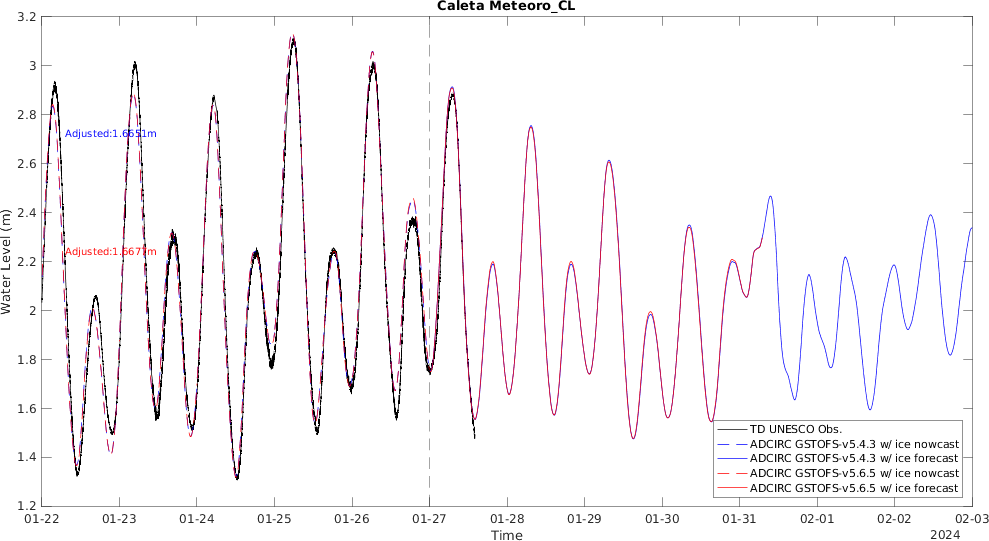 Caleta Meteoro_CL
3.2
3
2.8
2.6
2.4
2.2
2
1.8
1.6
1.4
1.2
Water Level (m)
Adjusted:1.6651m
Adjusted:1.6677m
TD UNESCO Obs.
ADCIRC GSTOFS-v5.4.3 w/ ice nowcast
ADCIRC GSTOFS-v5.4.3 w/ ice forecast
ADCIRC GSTOFS-v5.6.5 w/ ice nowcast
ADCIRC GSTOFS-v5.6.5 w/ ice forecast
01-22 01-23 01-24 01-25 01-26 01-27 01-28 01-29 01-30 01-31 02-01 02-02 02-03
Time
2024